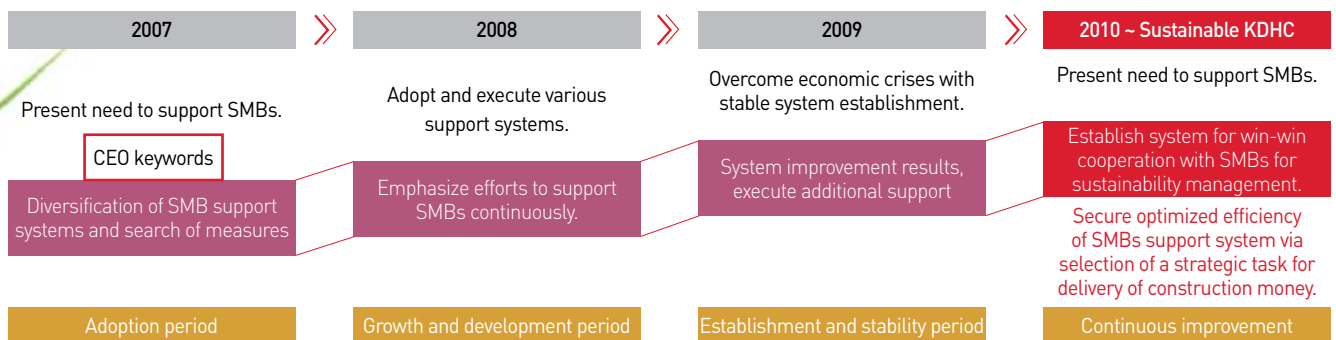 2007
Present need to support SMBs.
CEO keywords
Diversification of SMB support
systems and search of measures
Adoption period
2008
Adopt and execute various
support systems.
Emphasize efforts to support
SMBs continuously.
Growth and development period
2009
Overcome economic crises with
stable system establishment.
System improvement results,
execute additional support
Establishment and stability period
2010 ~ Sustainable KDHC
Present need to support SMBs.
Establish system for win-win
cooperation with SMBs for
sustainability management.
Secure optimized efficiency
of SMBs support system via
selection of a strategic task for
delivery of construction money.
Continuous improvement